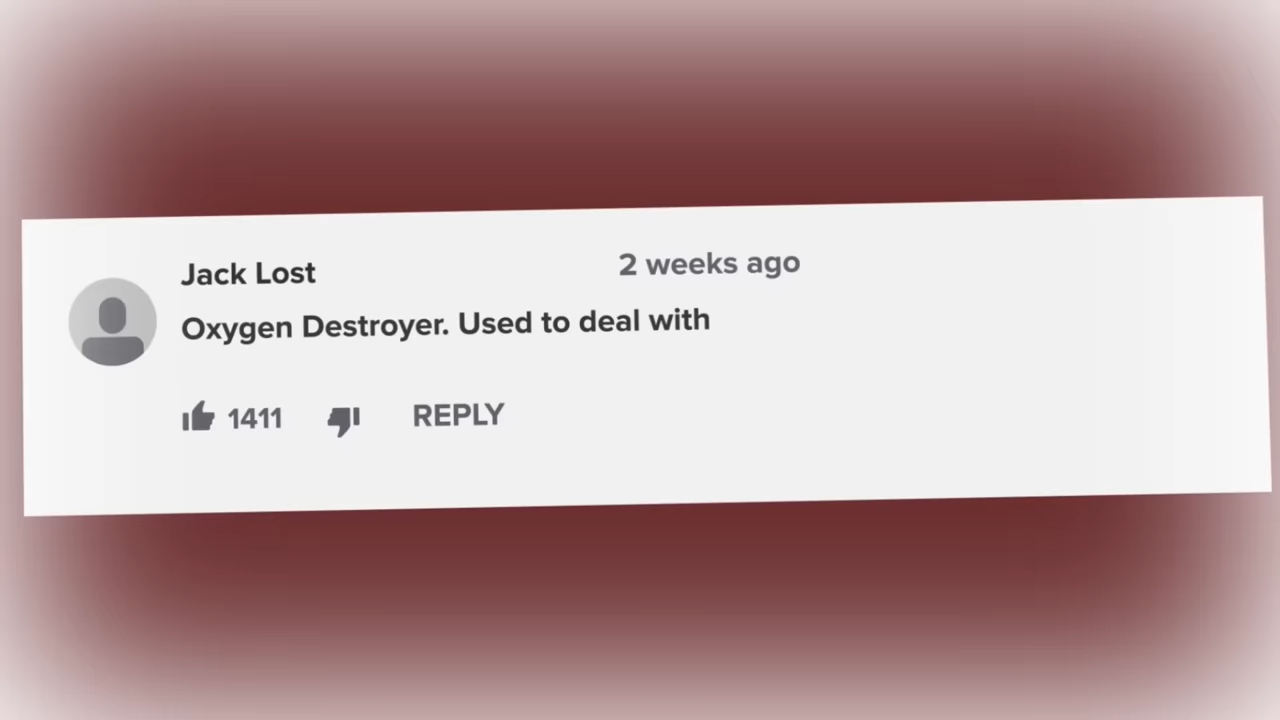 Jack Lost 2 weeks ago
Oxygen Destroyer. Used to deal with
1411 REPLY